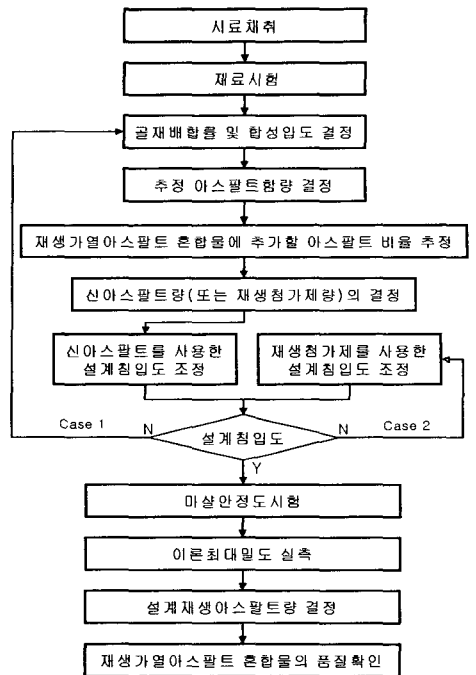 시료채취
재료시험
골재배합률 및 합성입도 결정
추정 아스팔트함량 결정
재생가열아스팔트 혼합물에 추가할 아스팔트 비율 추정
신아스팔트량(또는 재생첨가제량)의 결정
신아스팔트를 사용한
설계침입도 조정
재생첨가제를 사용한
설계침입도 조정
Case 1
N
설계침입도
N
Case 2
Y
마샬안정도시험
이론최대밀도 실측
설계재생아스팔트량 결정
재생가열아스팔트 혼합물의 품질확인